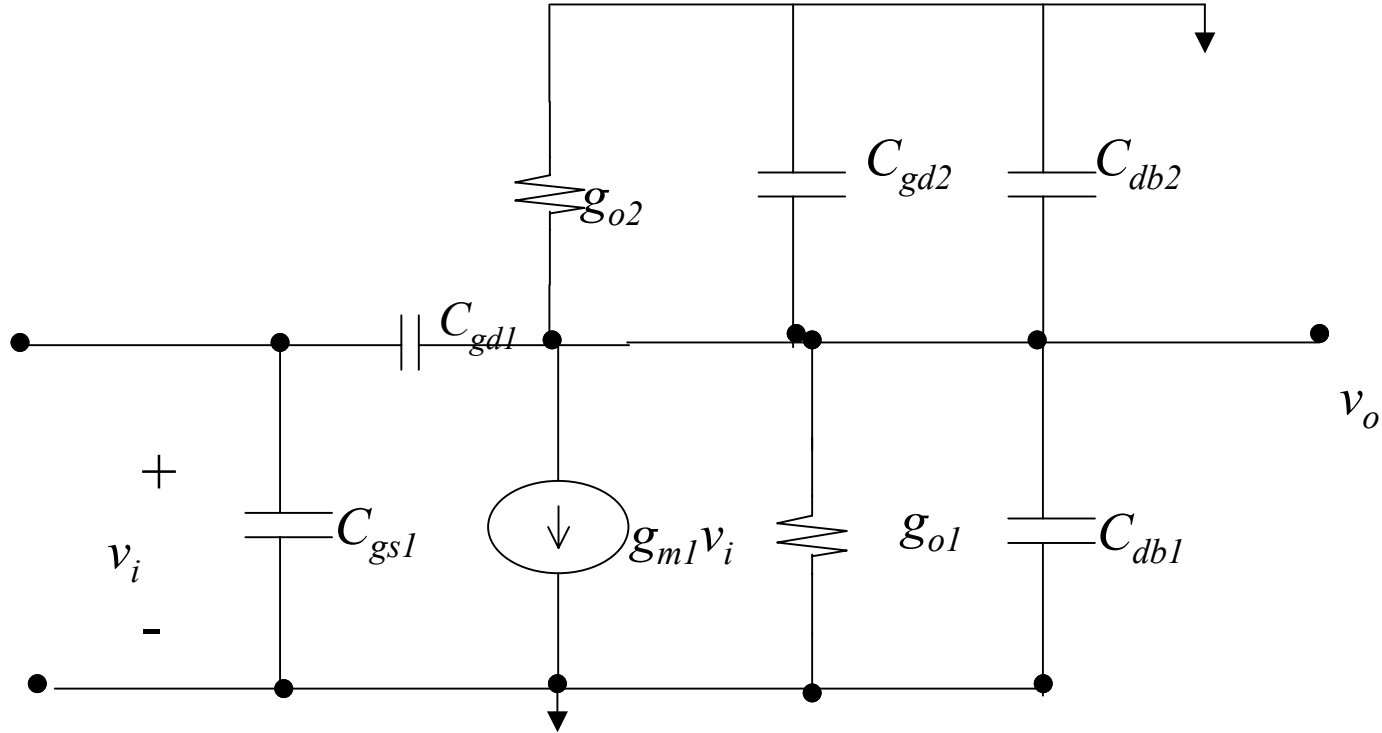 C_gd2
C_db2
g_o2
C_gd1
v_o
+
C_gs1
g_m1v_i
g_o1
C_db1
v_i
-